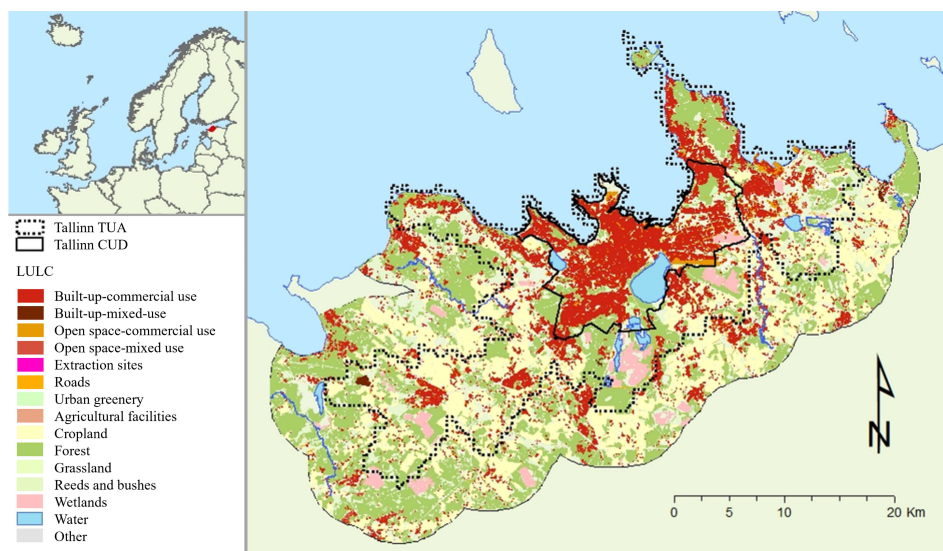 Tallinn TUA
Tallinn CUD
LULC
Built-up-commercial use
Built-up-mixed-use
Open space-commercial use
Open space-mixed use
Extraction sites
Roads
Urban greenery
Agricultural facilities
Cropland
Forest
Grassland
Reeds and bushes
Wetlands
Water
Other
N
0 5 10 20 Km